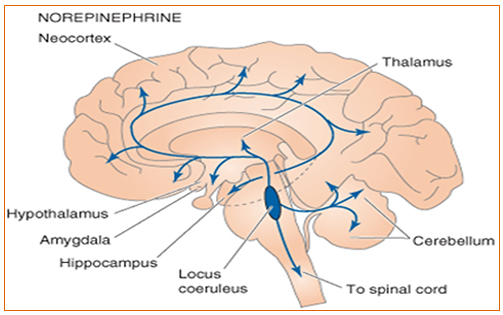 NOREPINEPHRINE
Neocortex
Thalamus
Hypothalamus
Amygdala
Hippocampus
Locus
coeruleus
Cerebellum
To spinal cord